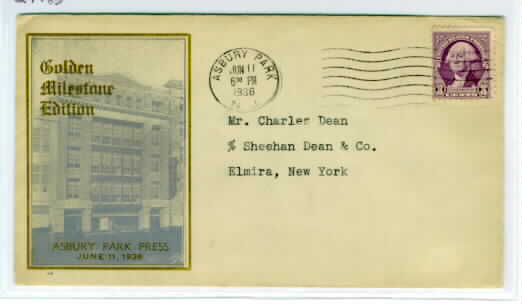 Golden
Milestone
Edition
ASBURY PARK PRESS
JUNE 11, 1936
ASBURY PARK
JUN 11
6 PM
1936
N. J.
Mr. Charles Dean
% Sheehan Dean & Co.
Elmira, New York
3